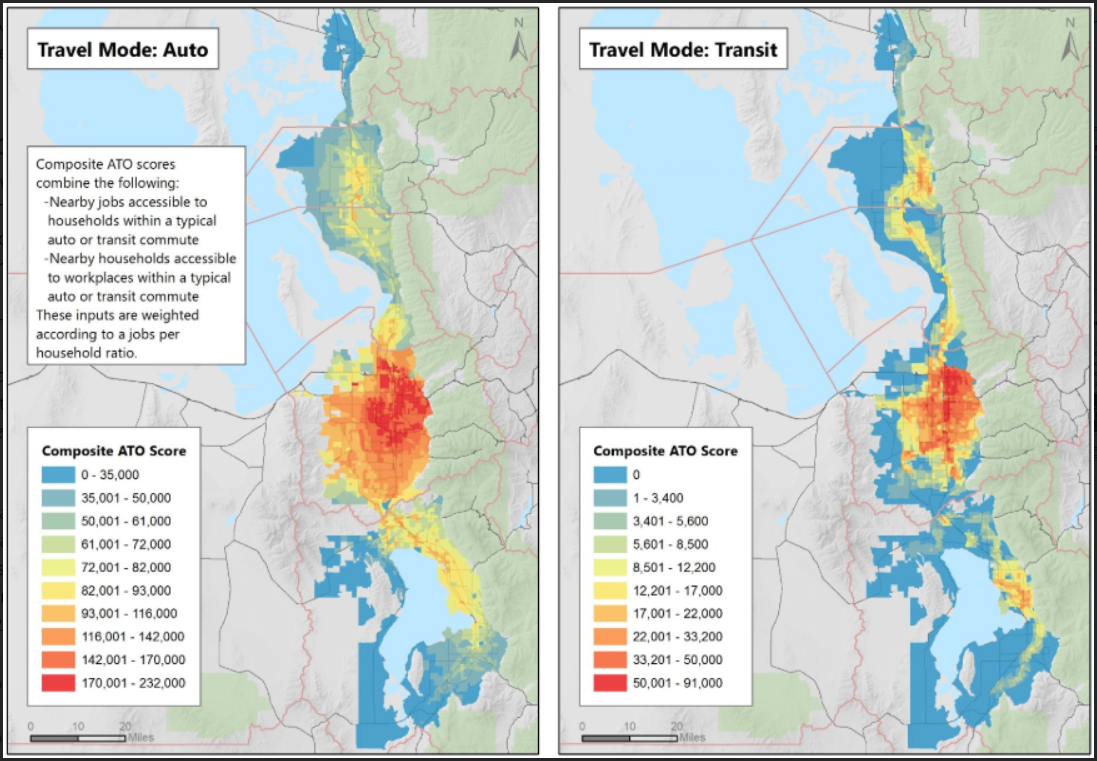 Travel Mode: Auto
N
Composite ATO scores
combine the following:
-Nearby jobs accessible to
households within a typical
auto or transit commute
-Nearby households accessible
to workplaces within a typical
auto or transit commute
These inputs are weighted
according to a jobs per
household ratio.
Composite ATO Score
0 - 35,000
35,001 - 50,000
50,001 - 61,000
61,001 - 72,000
72,001 - 82,000
82,001 - 93,000
93,001 - 116,000
116,001 - 142,000
142,001 - 170,000
170,001 - 232,000
0 10 20
Miles
Travel Mode: Transit
N
Composite ATO Score
0
1 - 3,400
3,401 - 5,600
5,601 - 8,500
8,501 - 12,200
12,201 - 17,000
17,001 - 22,000
22,001 - 33,200
33,201 - 50,000
50,001 - 91,000
0 10 20
Miles